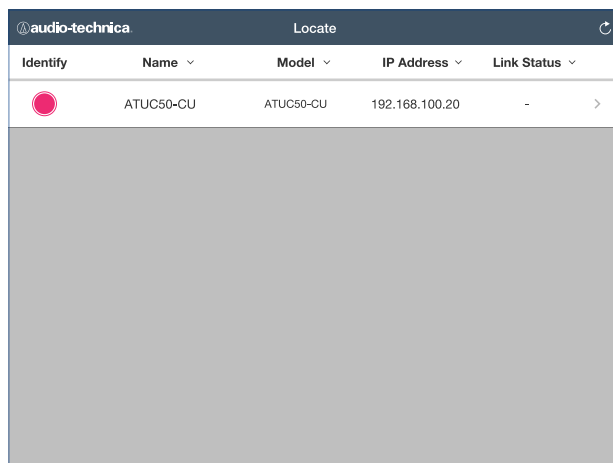 audio-technica. Locate
Identify Name Model IP Address Link Status
ATUC50-CU ATUC50-CU 192.168.100.20 -